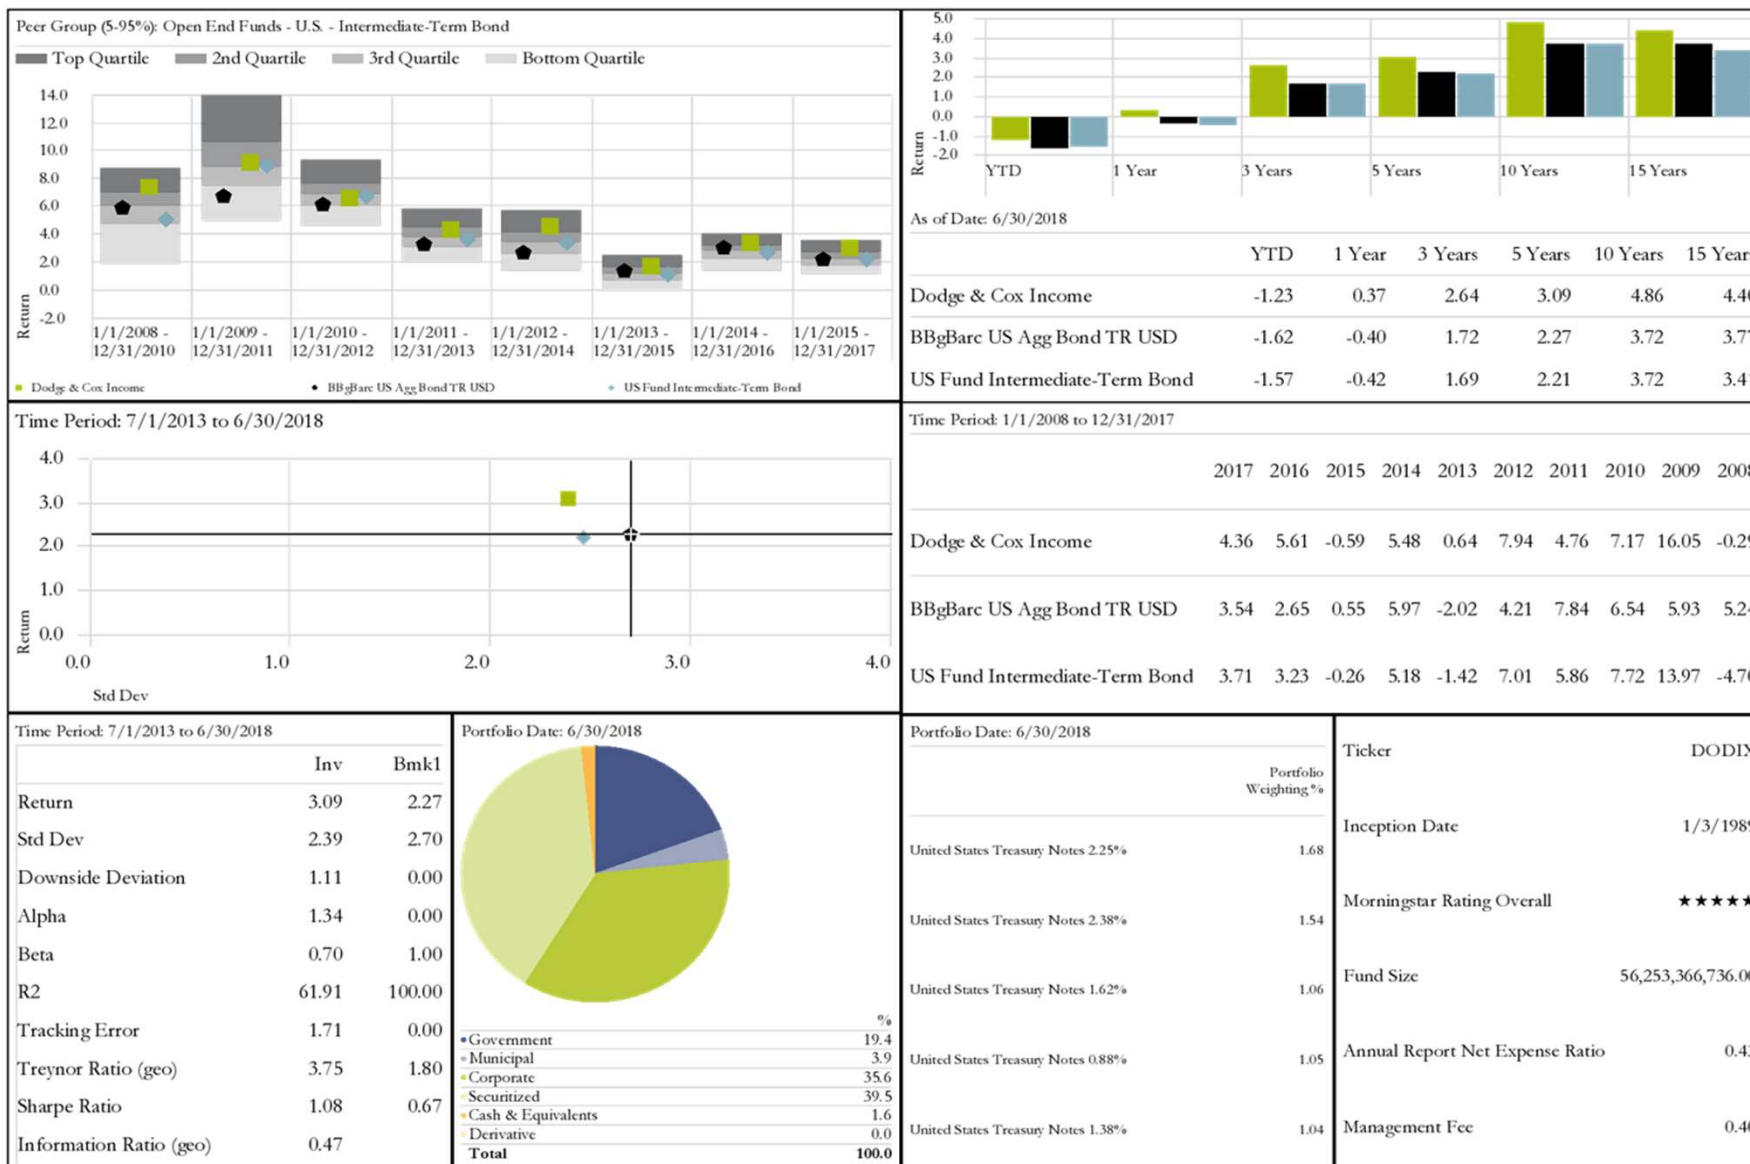 Peer Group (5-95%): Open End Funds - U.S. - Intermediate-Term Bond
Top Quartile 2nd Quartile 3rd Quartile Bottom Quartile
14.0
12.0
10.0
8.0
6.0
4.0
2.0
0.0
-2.0
Return
1/1/2008 - 1/1/2009 - 1/1/2010 - 1/1/2011 - 1/1/2012 - 1/1/2013 - 1/1/2014 - 1/1/2015 -
12/31/2010 12/31/2011 12/31/2012 12/31/2013 12/31/2014 12/31/2015 12/31/2016 12/31/2017
Dodge & Cox Income BBgBarc US Agg Bond TR USD US Fund Intermediate-Term Bond
5.0
4.0
3.0
2.0
1.0
0.0
-1.0
-2.0
Return
YTD 1 Year 3 Years 5 Years 10 Years 15 Years
As of Date: 6/30/2018
YTD 1 Year 3 Years 5 Years 10 Years 15 Years
Dodge & Cox Income -1.23 0.37 2.64 3.09 4.86
BBgBarc US Agg Bond TR USD -1.62 -0.40 1.72 2.27 3.72
US Fund Intermediate-Term Bond -1.57 -0.42 1.69 2.21 3.72
Time Period: 7/1/2013 to 6/30/2018
4.0
3.0
2.0
1.0
0.0
Return
0.0 1.0 2.0 3.0 4.0
Std Dev
Time Period: 1/1/2008 to 12/31/2017
2017 2016 2015 2014 2013 2012 2011 2010 2009 2008
Dodge & Cox Income 4.36 5.61 -0.59 5.48 0.64 7.94 4.76 7.17 16.05
BBgBarc US Agg Bond TR USD 3.54 2.65 0.55 5.97 -2.02 4.21 7.84 6.54 5.93
US Fund Intermediate-Term Bond 3.71 3.23 -0.26 5.18 -1.42 7.01 5.86 7.72 13.97
Time Period: 7/1/2013 to 6/30/2018
Inv Bmk1
Return 3.09 2.27
Std Dev 2.39 2.70
Downside Deviation 1.11 0.00
Alpha 1.34 0.00
Beta 0.70 1.00
R2 61.91 100.00
Tracking Error 1.71 0.00
Treynor Ratio (geo) 3.75 1.80
Sharpe Ratio 1.08 0.67
Information Ratio (geo) 0.47
Portfolio Date: 6/30/2018
%
Government 19.4
Municipal 3.9
Corporate 35.6
Securitized 39.5
Cash & Equivalents 1.6
Derivative 0.0
Total 100.0
Portfolio Date: 6/30/2018
Portfolio
Weighting %
United States Treasury Notes 2.25% 1.68
United States Treasury Notes 2.38% 1.54
United States Treasury Notes 1.62% 1.06
United States Treasury Notes 0.88% 1.05
United States Treasury Notes 1.38% 1.04
Ticker DODIX
Inception Date
Morningstar Rating Overall ★★★★★
Fund Size
Annual Report Net Expense Ratio
Management Fee